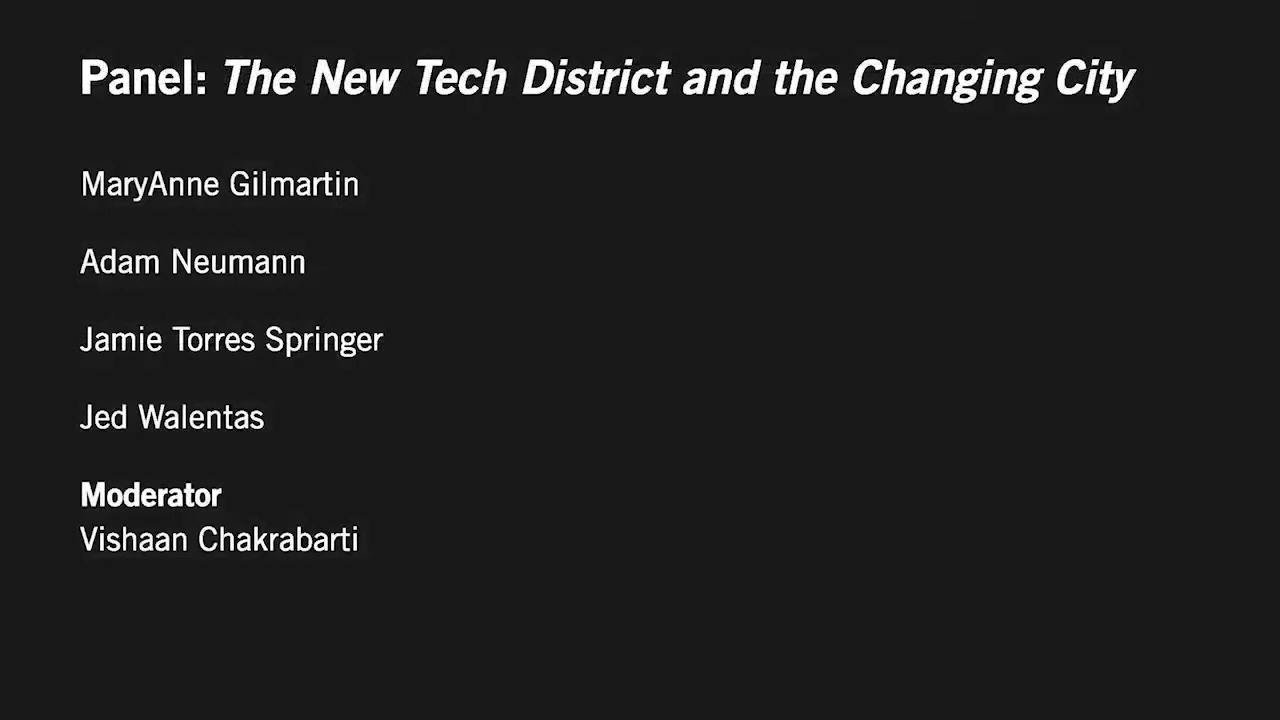 Panel: The New Tech District and the Changing City
MaryAnne Gilmartin
Adam Neumann
Jamie Torres Springer
Jed Walentas
Moderator
Vishaan Chakrabarti